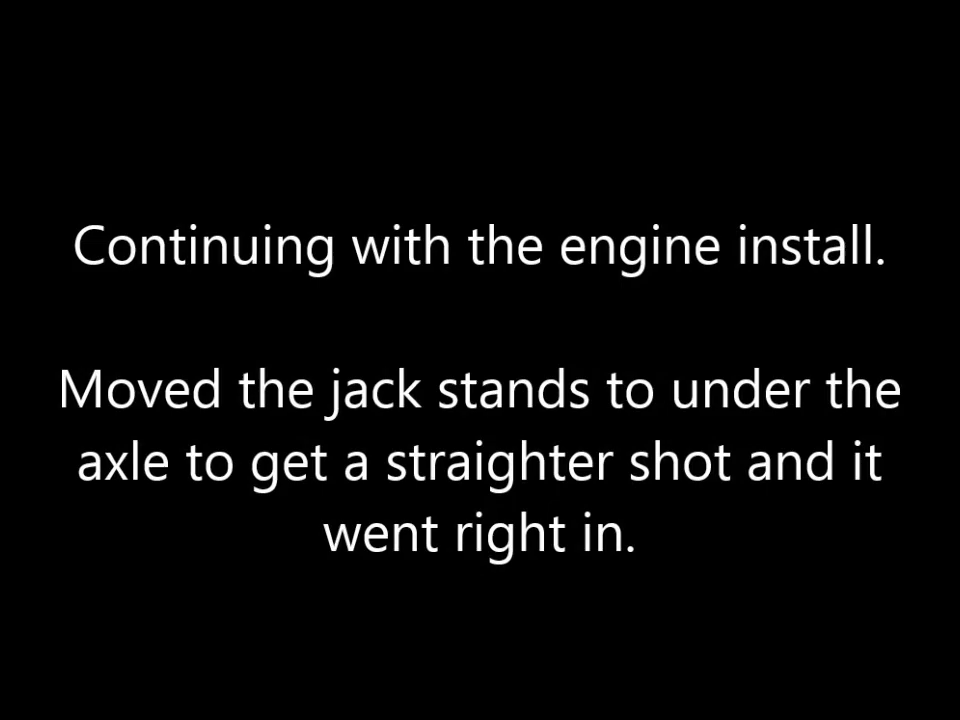 Continuing with the engine install.
Moved the jack stands to under the
axle to get a straighter shot and it
went right in.